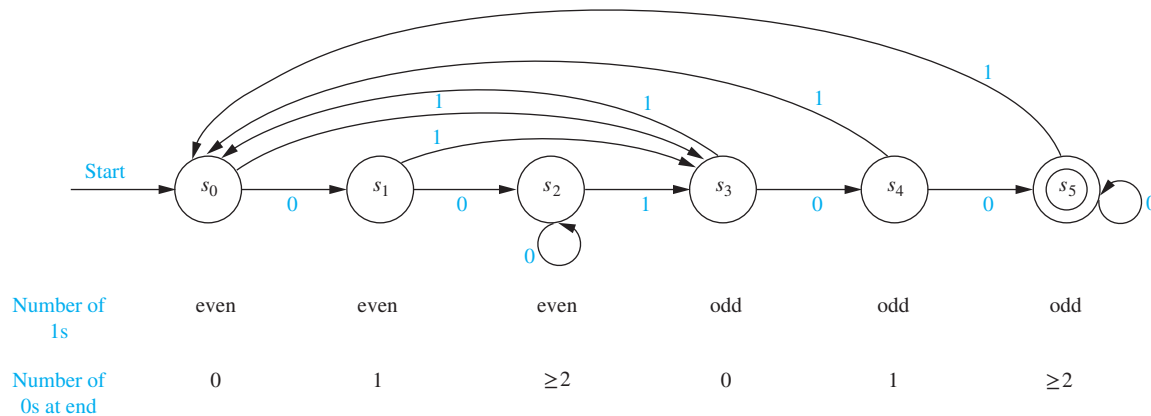 1
1
1
1
1
Start
s0
s1
s2
s3
s4
s5
0
0
1
0
0
0
0
Number of
1s
even
even
even
odd
odd
odd
Number of
0s at end
0
1
≥2
0
1
≥2